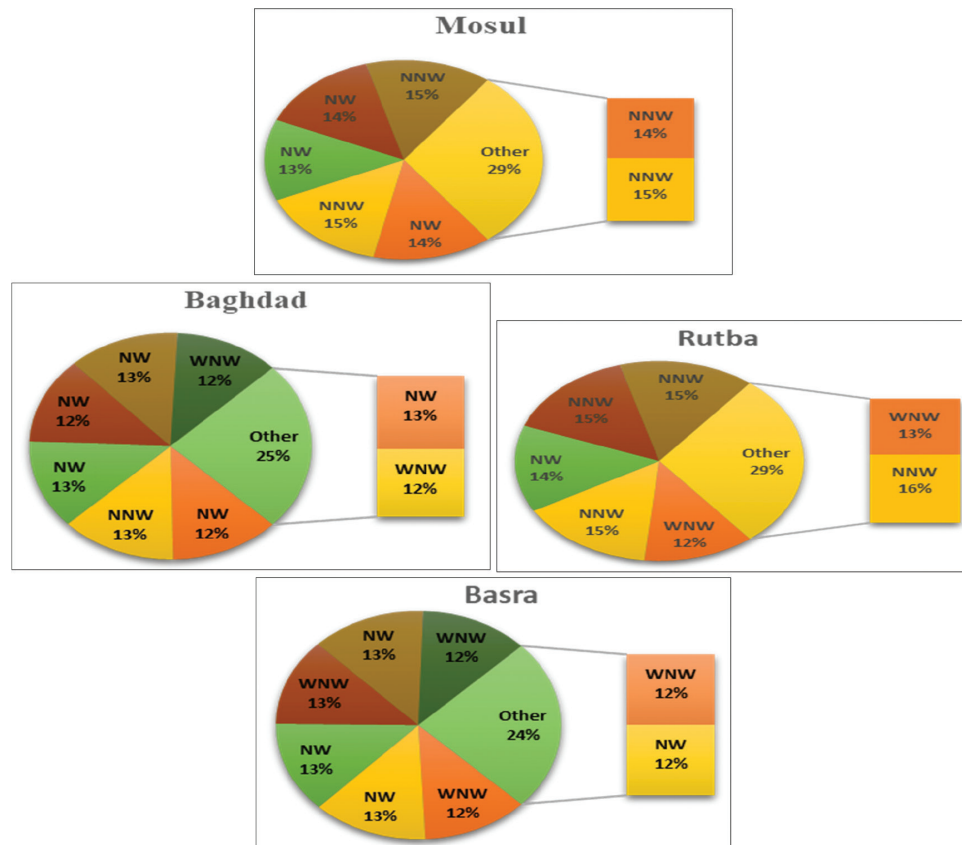 Mosul
NNW
15%
NW
14%
NW
13%
NNW
15%
NW
14%
Other
29%
NNW
14%
NNW
15%
Baghdad
NW
13%
WNW
12%
NW
12%
NW
13%
NNW
13%
NW
12%
Other
25%
NW
13%
WNW
12%
Rutba
NNW
15%
NNW
15%
NW
14%
NNW
15%
WNW
12%
Other
29%
WNW
13%
NNW
16%
Basra
NW
13%
WNW
12%
WNW
13%
NW
13%
NW
13%
WNW
12%
Other
24%
WNW
12%
NW
12%